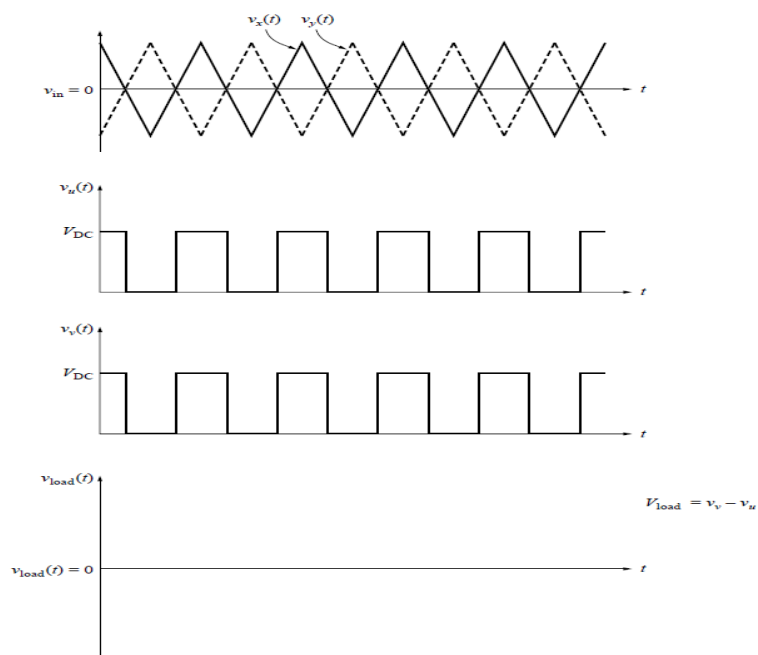 v_x(t) v_y(t)
v_in = 0
t
v_u(t)
V_DC
t
v_v(t)
V_DC
t
v_load(t)
V_load = v_v − v_u
v_load(t) = 0
t